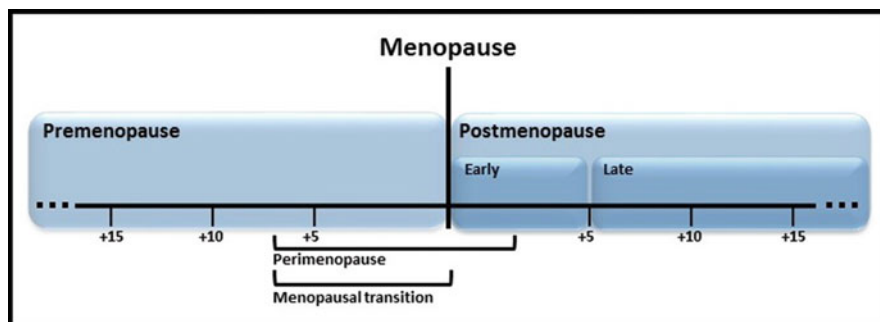 Menopause
Premenopause
Postmenopause
Early
Late
+15
+10
+5
+5
+10
+15
Perimenopause
Menopausal transition